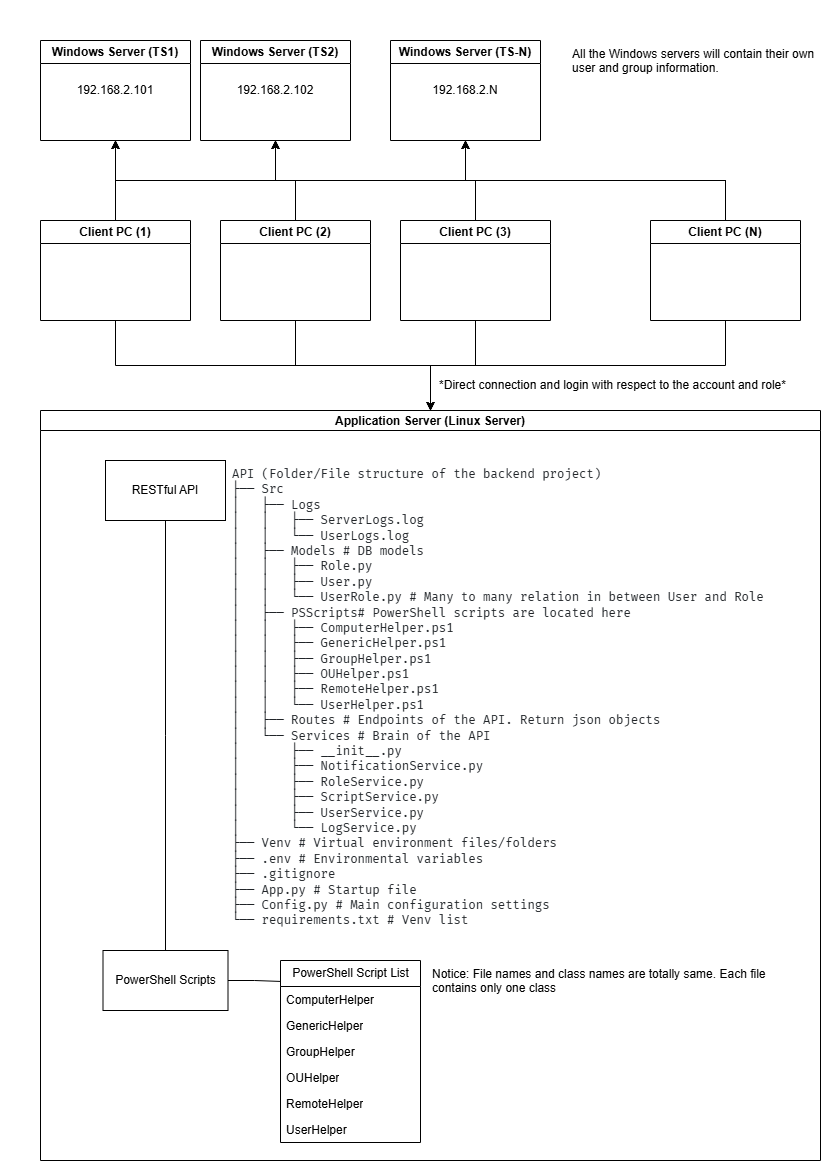 Windows Server (TS1)
Windows Server (TS2)
Windows Server (TS-N)
192.168.2.101
192.168.2.102
192.168.2.N
All the Windows servers will contain their own
user and group information.
Client PC (1)
Client PC (2)
Client PC (3)
Client PC (N)
*Direct connection and login with respect to the account and role*
Application Server (Linux Server)
RESTful API
API (Folder/File structure of the backend project)
├── Src
│   ├── Logs
│   │   ├── ServerLogs.log
│   │   └── UserLogs.log
│   ├── Models # DB models
│   │   ├── Role.py
│   │   ├── User.py
│   │   └── UserRole.py # Many to many relation in between User and Role
│   ├── PSScripts# PowerShell scripts are located here
│   │   ├── ComputerHelper.ps1
│   │   ├── GenericHelper.ps1
│   │   ├── GroupHelper.ps1
│   │   ├── OUHelper.ps1
│   │   ├── RemoteHelper.ps1
│   │   └── UserHelper.ps1
│   ├── Routes # Endpoints of the API. Return json objects
│   └── Services # Brain of the API
│       ├── __init__.py
│       ├── NotificationService.py
│       ├── RoleService.py
│       ├── ScriptService.py
│       ├── UserService.py
│       └── LogService.py
├── Venv # Virtual environment files/folders
├── .env # Environmental variables
├── .gitignore
├── App.py # Startup file
├── Config.py # Main configuration settings
└── requirements.txt # Venv list
PowerShell Scripts
PowerShell Script List
ComputerHelper
GenericHelper
GroupHelper
OUHelper
RemoteHelper
UserHelper
Notice: File names and class names are totally same. Each file
contains only one class